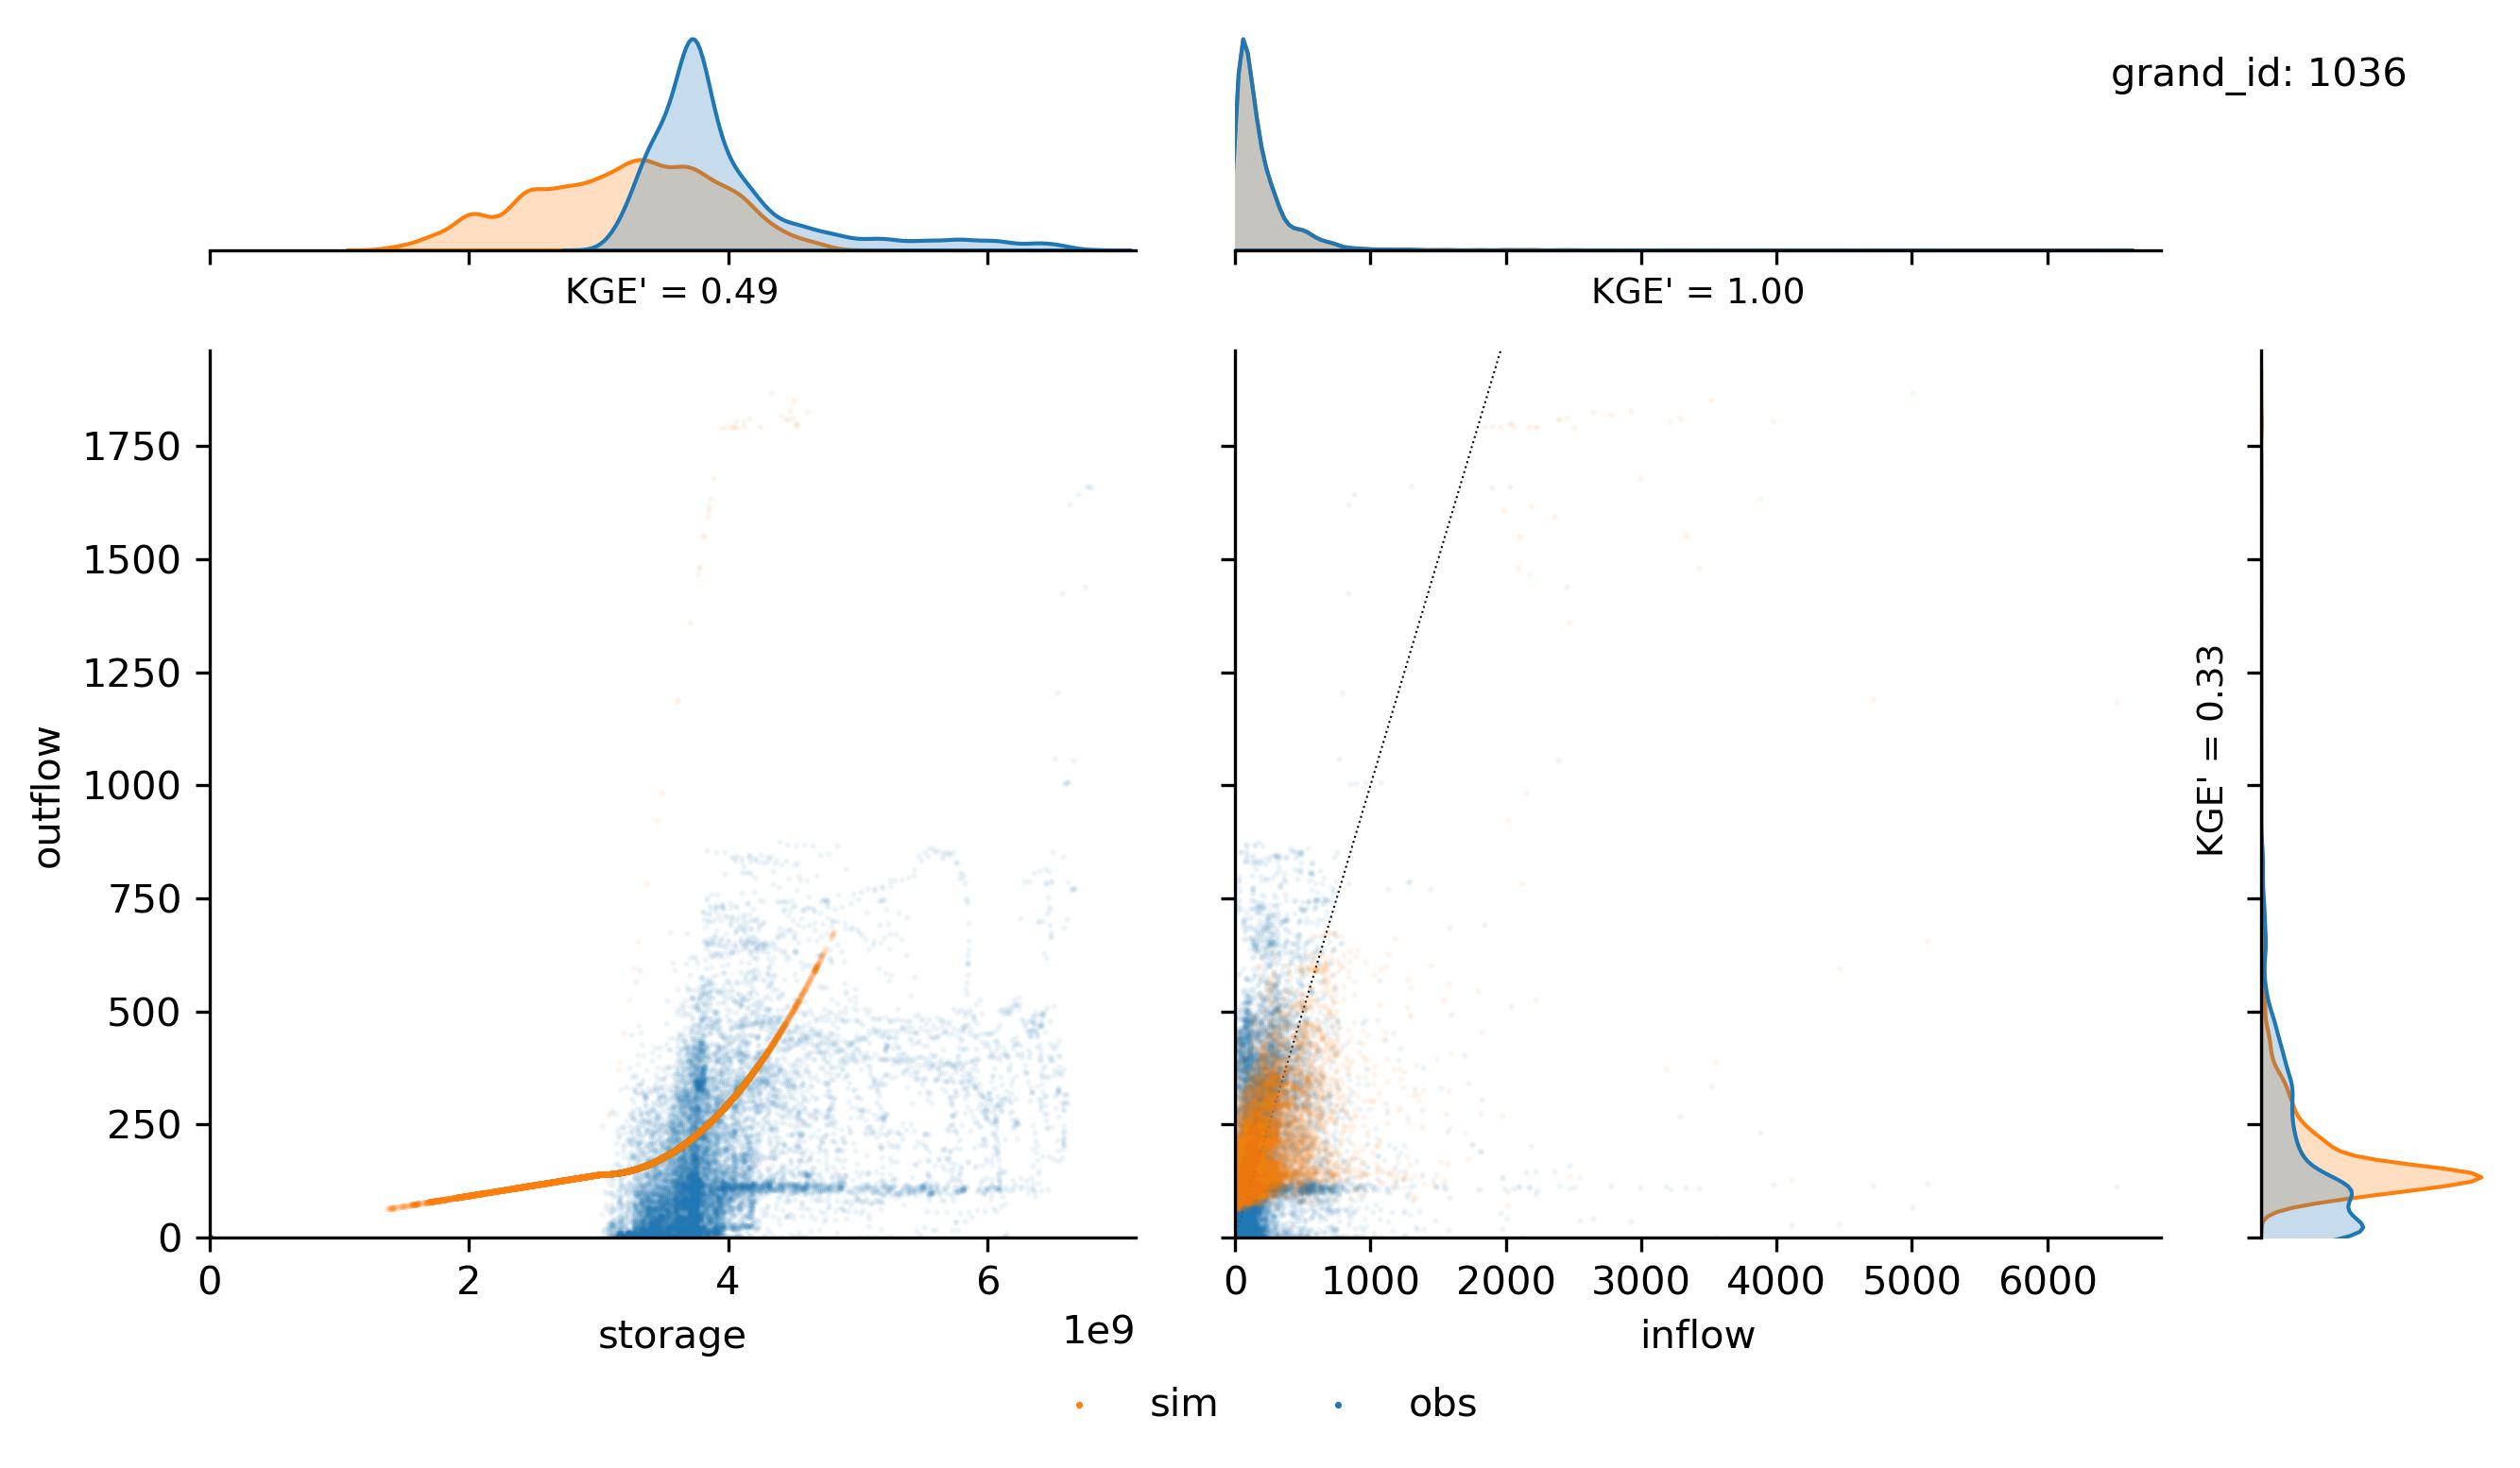 grand_id: 1036
KGE' = 0.49
KGE' = 1.00
1750
1500
1250
1000
750
500
250
0
outflow
KGE' = 0.33
0 2 4 6
0 1000 2000 3000 4000 5000 6000
1e9
storage
inflow
sim obs